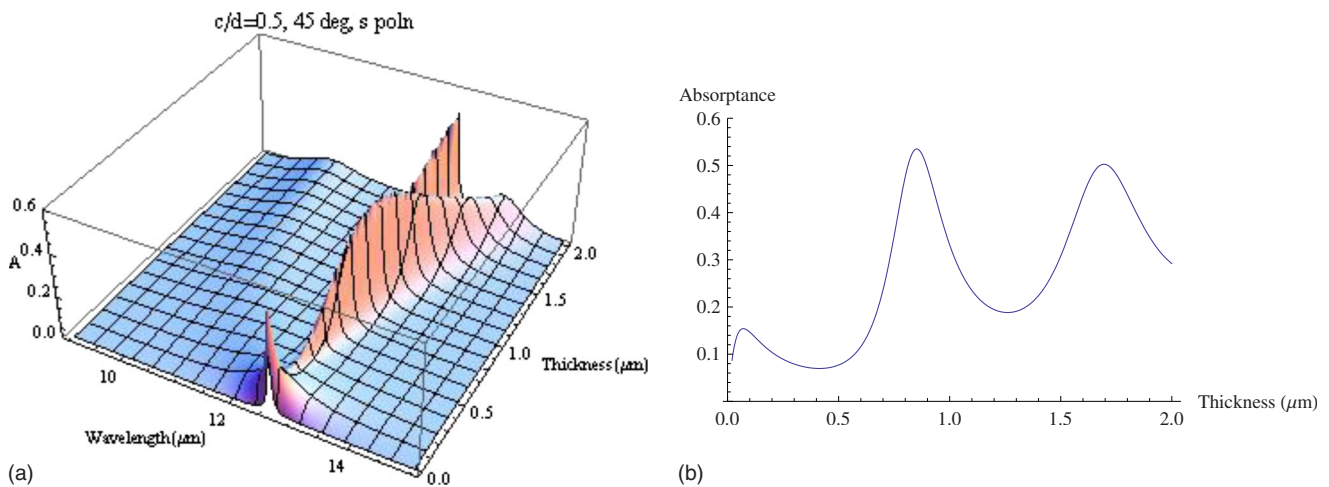 c/d=0.5, 45 deg, s poln
0.6
0.4
A
0.2
0.0
10
12
14
Wavelength(μm)
2.0
1.5
1.0
0.5
0.0
Thickness(μm)
(a)
Absorptance
0.6
0.5
0.4
0.3
0.2
0.1
0.0
0.5
1.0
1.5
2.0
Thickness (μm)
(b)